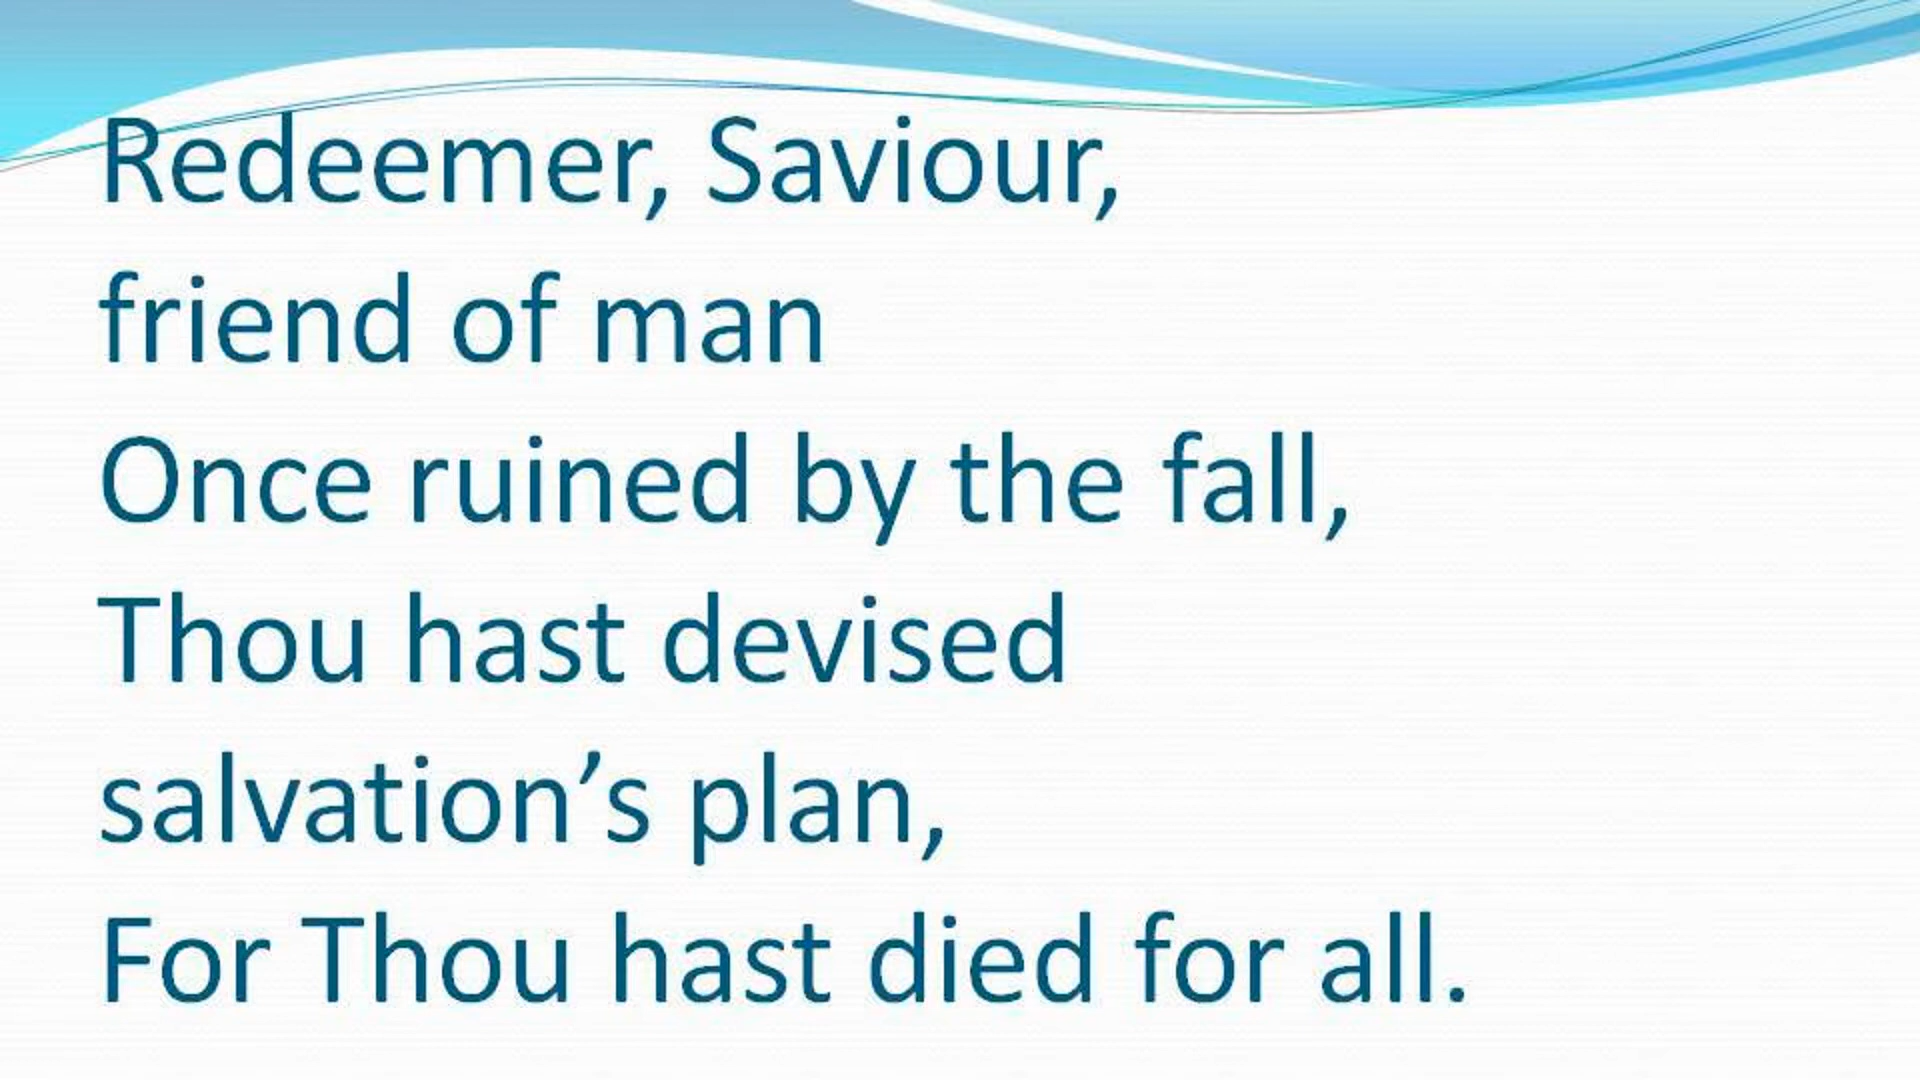 Redeemer, Saviour,
friend of man
Once ruined by the fall,
Thou hast devised
salvation’s plan,
For Thou hast died for all.